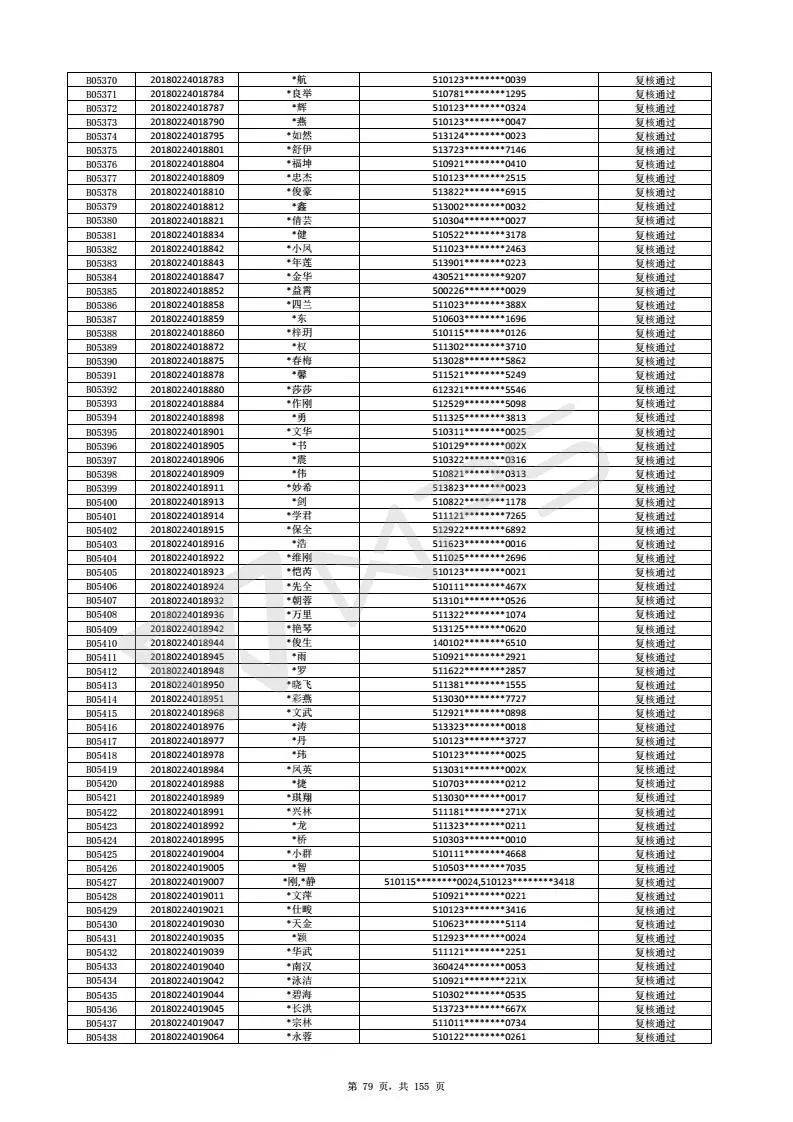 B05370 20180224018783 *航 510123********0039 复核通过
B05371 20180224018784 *良举 510781********1295 复核通过
B05372 20180224018787 *辉 510123********0324 复核通过
B05373 20180224018790 *燕 510123********0047 复核通过
B05374 20180224018795 *如然 513124********0023 复核通过
B05375 20180224018801 *舒伊 513723********7146 复核通过
B05376 20180224018804 *福坤 510921********0410 复核通过
B05377 20180224018809 *忠杰 510123********2515 复核通过
B05378 20180224018810 *俊豪 513822********6915 复核通过
B05379 20180224018812 *鑫 513002********0032 复核通过
B05380 20180224018821 *倩芸 510304********0027 复核通过
B05381 20180224018834 *健 510522********3178 复核通过
B05382 20180224018842 *小凤 511023********2463 复核通过
B05383 20180224018843 *年莲 513901********0223 复核通过
B05384 20180224018847 *金华 430521********9207 复核通过
B05385 20180224018852 *益霄 500226********0029 复核通过
B05386 20180224018858 *四兰 511023********388X 复核通过
B05387 20180224018859 *东 510603********1696 复核通过
B05388 20180224018860 *梓玥 510115********0126 复核通过
B05389 20180224018872 *权 511302********3710 复核通过
B05390 20180224018875 *春梅 513028********5862 复核通过
B05391 20180224018878 *馨 511521********5249 复核通过
B05392 20180224018880 *莎莎 612321********5546 复核通过
B05393 20180224018884 *作刚 512529********5098 复核通过
B05394 20180224018898 *勇 511325********3813 复核通过
B05395 20180224018901 *文华 510311********0025 复核通过
B05396 20180224018905 *书 510129********002X 复核通过
B05397 20180224018906 *震 510322********0316 复核通过
B05398 20180224018909 *伟 510821********0313 复核通过
B05399 20180224018911 *妙希 513823********0023 复核通过
B05400 20180224018913 *剑 510822********1178 复核通过
B05401 20180224018914 *学君 511121********7265 复核通过
B05402 20180224018915 *保全 512922********6892 复核通过
B05403 20180224018916 *浩 511623********0016 复核通过
B05404 20180224018922 *维刚 511025********2696 复核通过
B05405 20180224018923 *恺芮 510123********0021 复核通过
B05406 20180224018924 *先全 510111********467X 复核通过
B05407 20180224018932 *朝蓉 513101********0526 复核通过
B05408 20180224018936 *万里 511322********1074 复核通过
B05409 20180224018942 *艳琴 513125********0620 复核通过
B05410 20180224018944 *俊生 140102********6510 复核通过
B05411 20180224018945 *雨 510921********2921 复核通过
B05412 20180224018948 *罗 511622********2857 复核通过
B05413 20180224018950 *晓飞 511381********1555 复核通过
B05414 20180224018951 *彩燕 513030********7727 复核通过
B05415 20180224018968 *文武 512921********0898 复核通过
B05416 20180224018976 *涛 513323********0018 复核通过
B05417 20180224018977 *丹 510123********3727 复核通过
B05418 20180224018978 *玮 510123********0025 复核通过
B05419 20180224018984 *凤英 513031********002X 复核通过
B05420 20180224018988 *捷 510703********0212 复核通过
B05421 20180224018989 *琪翔 513030********0017 复核通过
B05422 20180224018991 *兴林 511181********271X 复核通过
B05423 20180224018992 *龙 511323********0211 复核通过
B05424 20180224018995 *桥 510303********0010 复核通过
B05425 20180224019004 *小群 510111********4668 复核通过
B05426 20180224019005 *智 510503********7035 复核通过
B05427 20180224019007 *刚,*静 510115********0024,510123********3418 复核通过
B05428 20180224019011 *文萍 510921********0221 复核通过
B05429 20180224019021 *仕畯 510123********3416 复核通过
B05430 20180224019030 *天金 510623********5114 复核通过
B05431 20180224019035 *颖 512923********0024 复核通过
B05432 20180224019039 *华武 511121********2251 复核通过
B05433 20180224019040 *南汉 360424********0053 复核通过
B05434 20180224019042 *泳洁 510921********221X 复核通过
B05435 20180224019044 *碧海 510302********0535 复核通过
B05436 20180224019045 *长洪 513723********667X 复核通过
B05437 20180224019047 *宗林 511011********0734 复核通过
B05438 20180224019064 *永蓉 510122********0261 复核通过
WPS
第 79 页，共 155 页